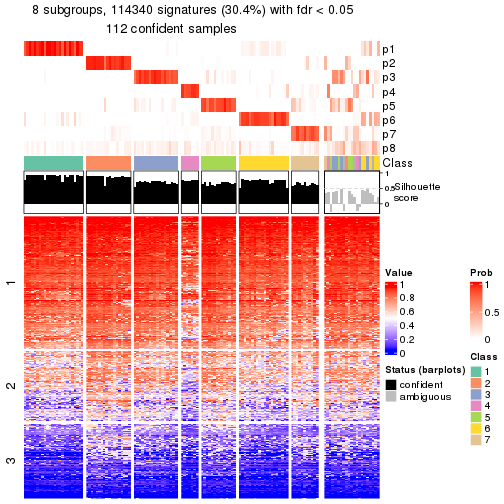 8 subgroups, 114340 signatures (30.4%) with fdr < 0.05
112 confident samples
p1
p2
p3
p4
p5
p6
p7
p8
Class
1
0.5
0
Silhouette
score
1
2
3
Value
1
0.8
0.6
0.4
0.2
0
Prob
1
0.5
0
Status (barplots)
confident
ambiguous
Class
1
2
3
4
5
6
7